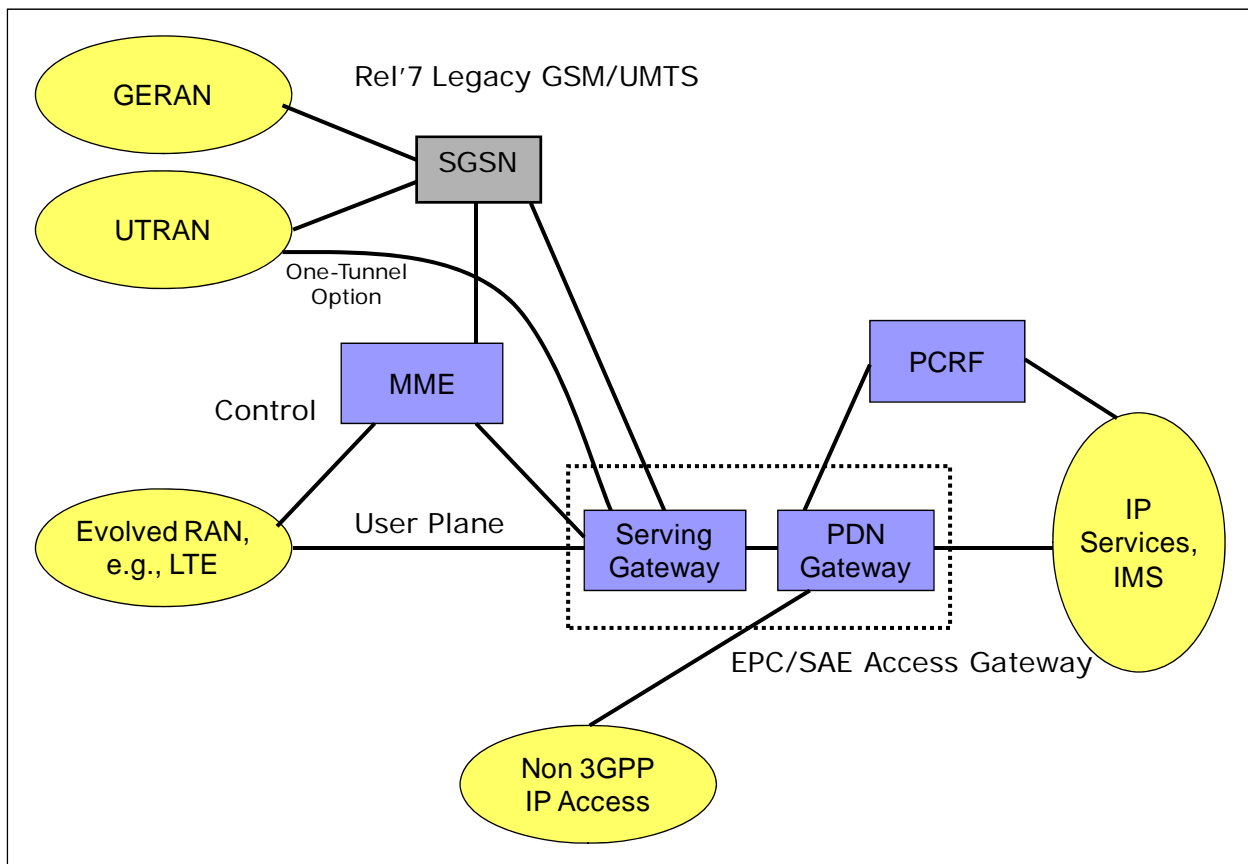 Rel'7 Legacy GSM/UMTS
GERAN
SGSN
UTRAN
One-Tunnel
Option
MME
PCRF
Control
Evolved RAN,
e.g., LTE
User Plane
Serving
Gateway
PDN
Gateway
IP
Services,
IMS
EPC/SAE Access Gateway
Non 3GPP
IP Access